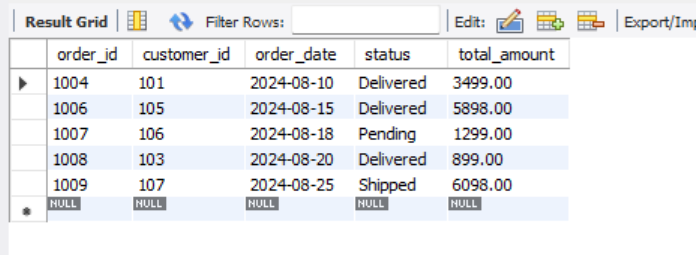 Result Grid Filter Rows: Edit: Export/Imp
order_id customer_id order_date status total_amount
1004 101 2024-08-10 Delivered 3499.00
1006 105 2024-08-15 Delivered 5898.00
1007 106 2024-08-18 Pending 1299.00
1008 103 2024-08-20 Delivered 899.00
1009 107 2024-08-25 Shipped 6098.00
NULL NULL NULL NULL NULL